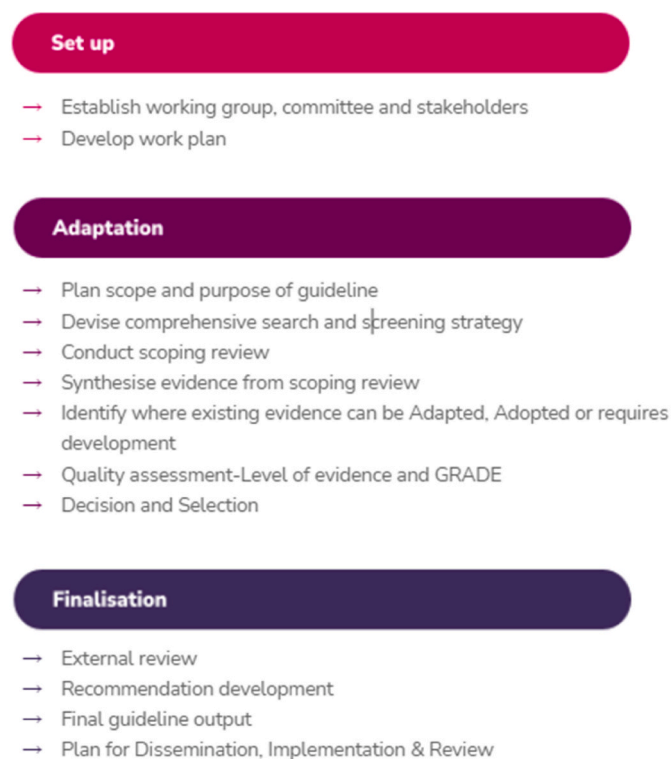 Set up
→ Establish working group, committee and stakeholders
→ Develop work plan
Adaptation
→ Plan scope and purpose of guideline
→ Devise comprehensive search and screening strategy
→ Conduct scoping review
→ Synthesise evidence from scoping review
→ Identify where existing evidence can be Adapted, Adopted or requires
development
→ Quality assessment-Level of evidence and GRADE
→ Decision and Selection
Finalisation
→ External review
→ Recommendation development
→ Final guideline output
→ Plan for Dissemination, Implementation & Review